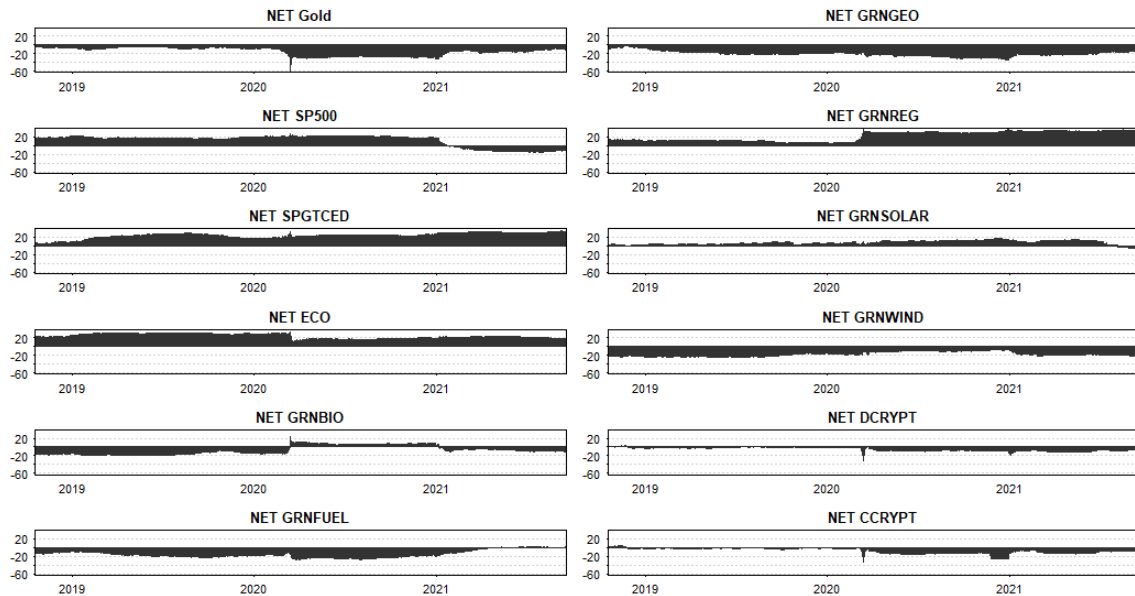 NET Gold
20
-20
-60
2019 2020 2021
NET GRNGEO
20
-20
-60
2019 2020 2021
NET SP500
20
-20
-60
2019 2020 2021
NET GRNREG
20
-20
-60
2019 2020 2021
NET SPGTCED
20
-20
-60
2019 2020 2021
NET GRNSOLAR
20
-20
-60
2019 2020 2021
NET ECO
20
-20
-60
2019 2020 2021
NET GRNWIND
20
-20
-60
2019 2020 2021
NET GRNBIO
20
-20
-60
2019 2020 2021
NET DCRYPT
20
-20
-60
2019 2020 2021
NET GRNFUEL
20
-20
-60
2019 2020 2021
NET CCRYPT
20
-20
-60
2019 2020 2021